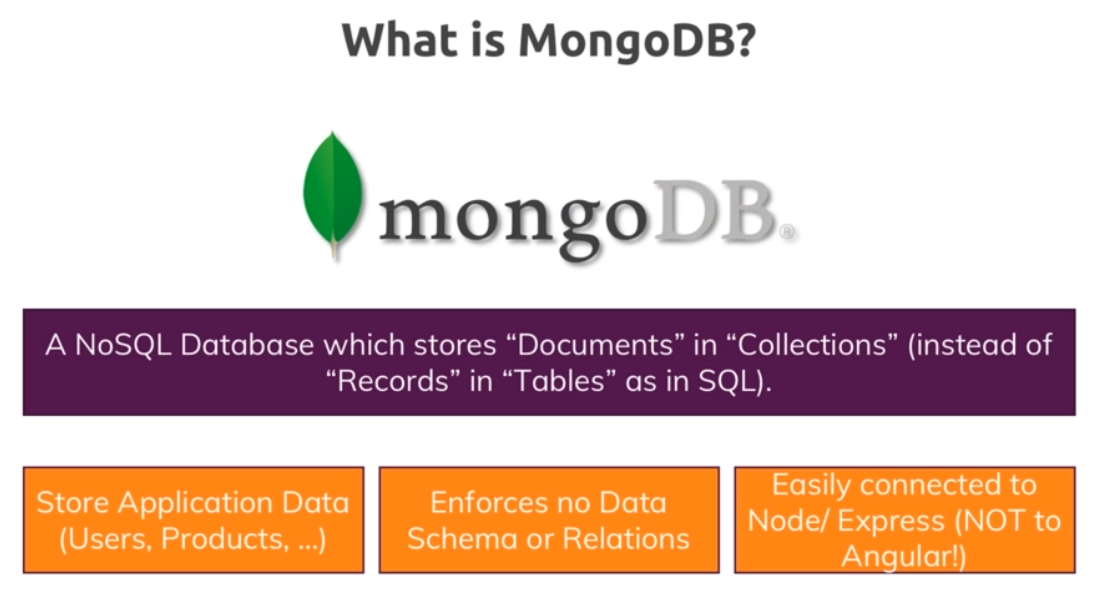 What is MongoDB?
mongoDB®
A NoSQL Database which stores “Documents” in “Collections” (instead of
“Records” in “Tables” as in SQL).
Store Application Data
(Users, Products, ...)
Enforces no Data
Schema or Relations
Easily connected to
Node/ Express (NOT to
Angular!)